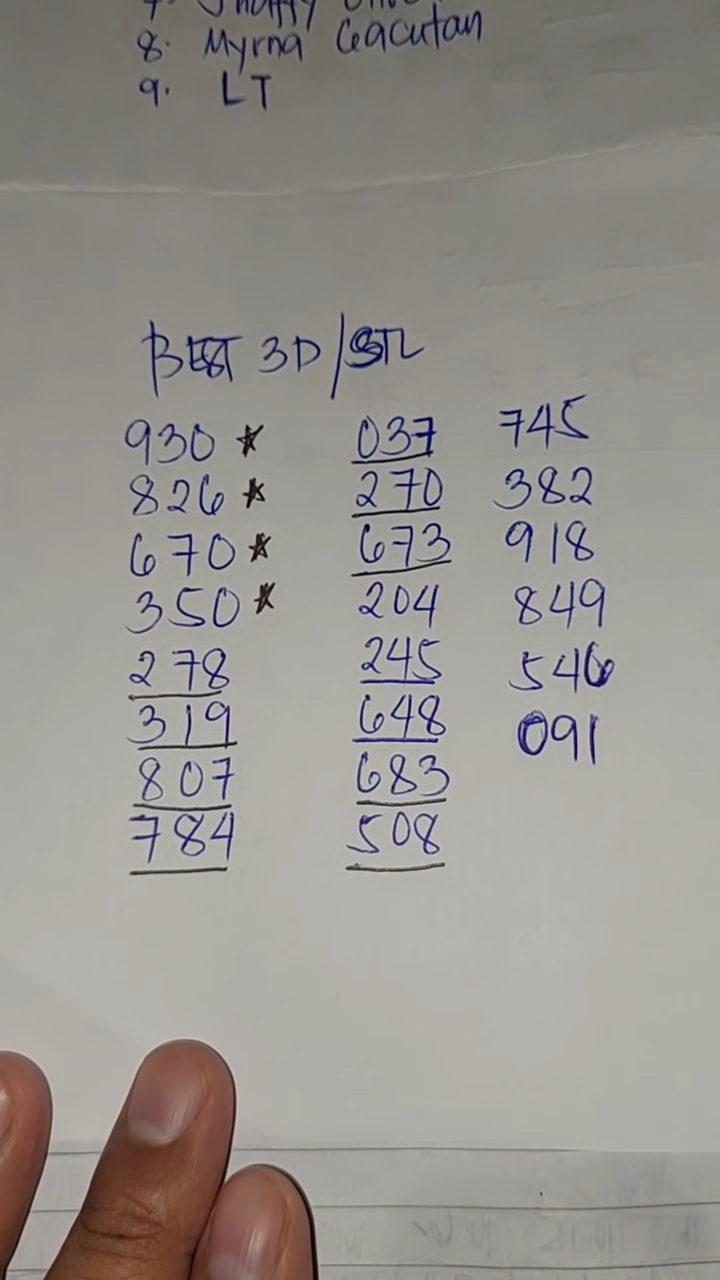 8. Myrna Gacutan
9. LT
BEST 3D/STL
930 * 037 745
826 * 270 382
670 * 673 918
350 * 204 849
278 245 546
319 648 091
807 683
784 508